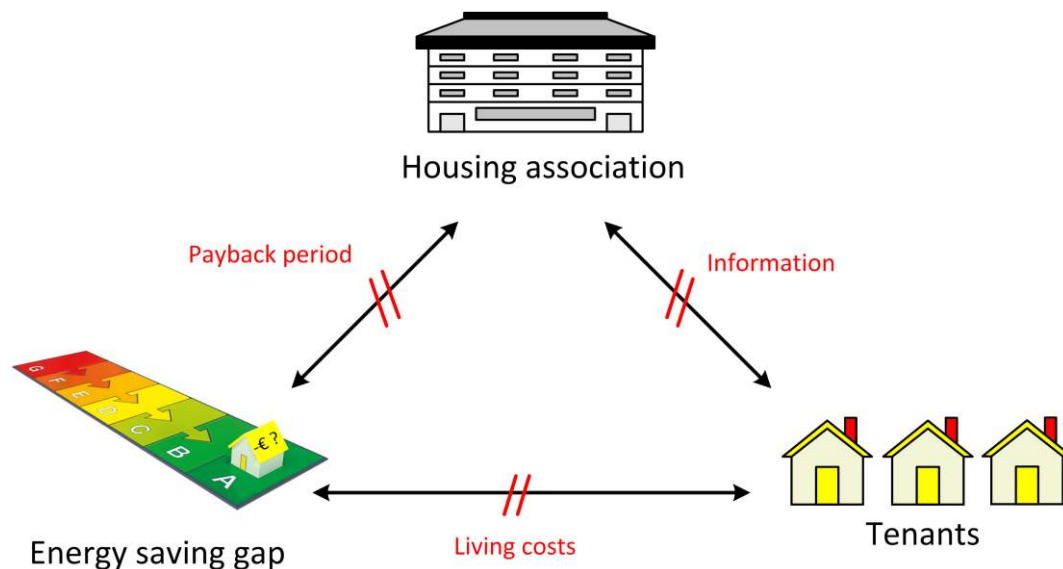 Housing association
Payback period
Information
G
F
E
D
C
B
A
-€ ?
Living costs
Energy saving gap
Tenants